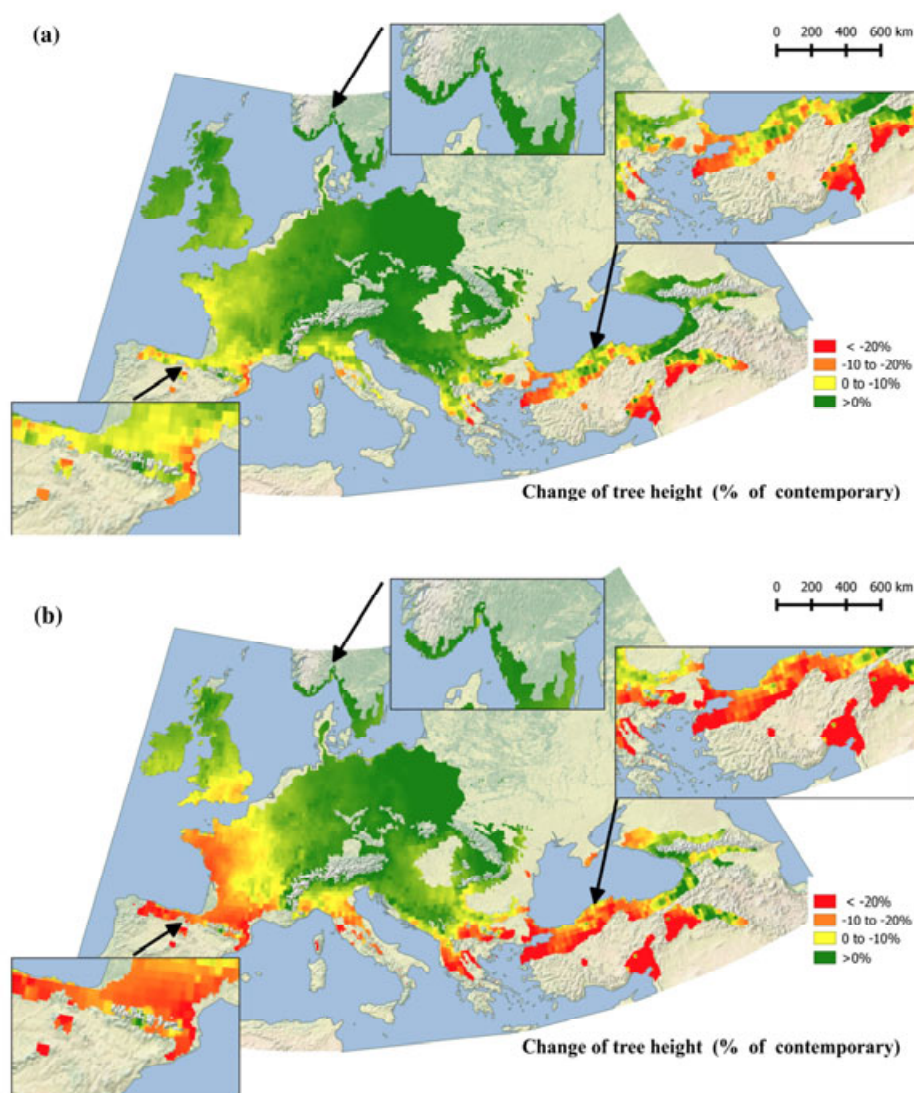 (a)
0 200 400 600 km
< -20%
-10 to -20%
0 to -10%
>0%
Change of tree height (% of contemporary)
(b)
0 200 400 600 km
< -20%
-10 to -20%
0 to -10%
>0%
Change of tree height (% of contemporary)